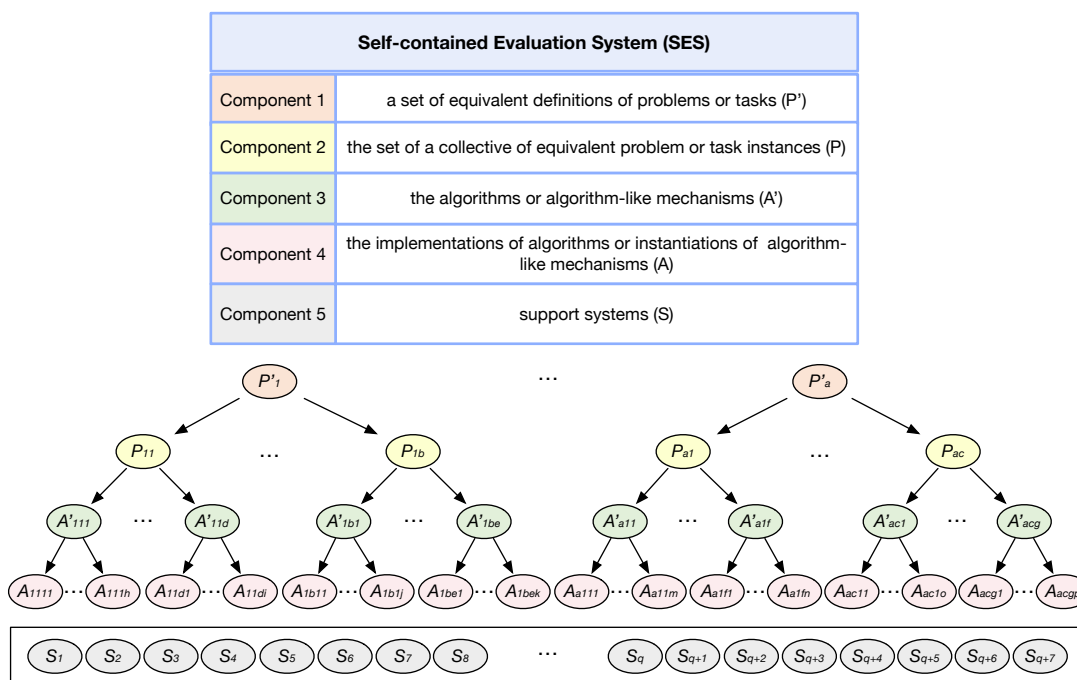 Self-contained Evaluation System (SES)
Component 1
a set of equivalent definitions of problems or tasks (P')
Component 2
the set of a collective of equivalent problem or task instances (P)
Component 3
the algorithms or algorithm-like mechanisms (A')
Component 4
the implementations of algorithms or instantiations of algorithm-
like mechanisms (A)
Component 5
support systems (S)
P'1 ... P'a
P11 ... P1b ... Pa1 ... Pac
A'111 ... A'11d A'1b1 ... A'1be A'a11 ... A'a1f A'ac1 ... A'acg
A1111 ... A111h A11d1 ... A11di A1b11 ... A1b1j A1be1 ... A1bek Aa111 ... Aa11m Aa1f1 ... Aa1fn Aac11 ... Aac1o Aacg1 ... Aacgp
S1 S2 S3 S4 S5 S6 S7 S8 ... Sq Sq+1 Sq+2 Sq+3 Sq+4 Sq+5 Sq+6 Sq+7